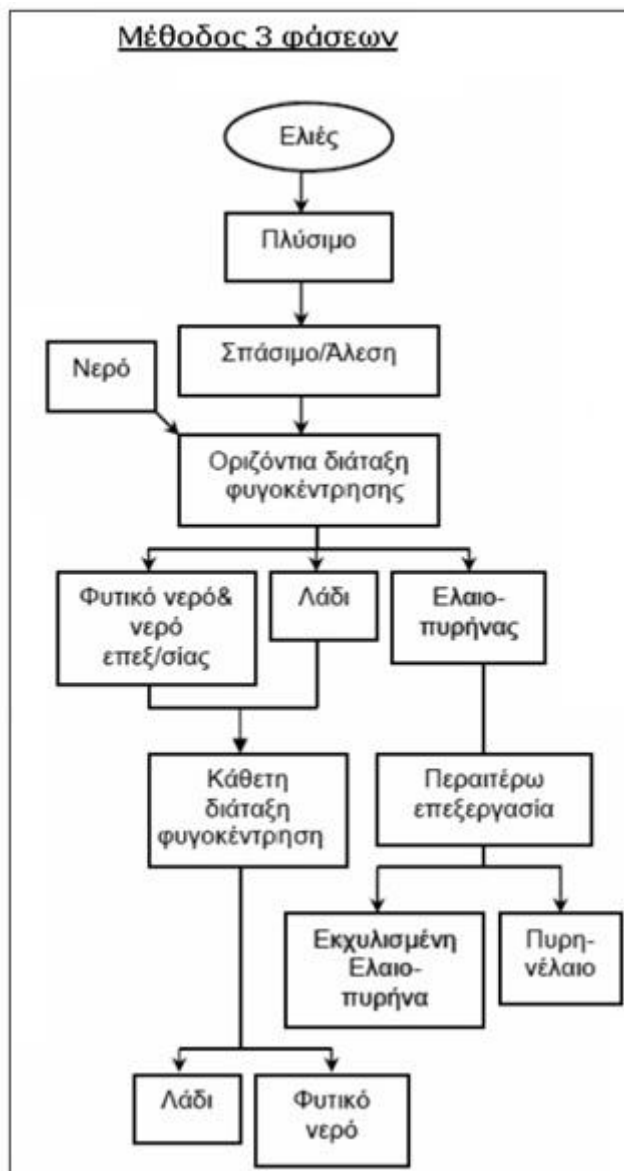 Μέθοδος 3 φάσεων
Ελιές
Πλύσιμο
Σπάσιμο/Άλεση
Νερό
Οριζόντια διάταξη
φυγοκέντρησης
Φυτικό νερό&
νερό
επεξ/σίας
Λάδι
Ελαιο-
πυρήνας
Κάθετη
διάταξη
φυγοκέντρηση
Περαιτέρω
επεξεργασία
Εκχυλισμένη
Ελαιο-
πυρήνα
Πυρη-
νέλαιο
Λάδι
Φυτικό
νερό